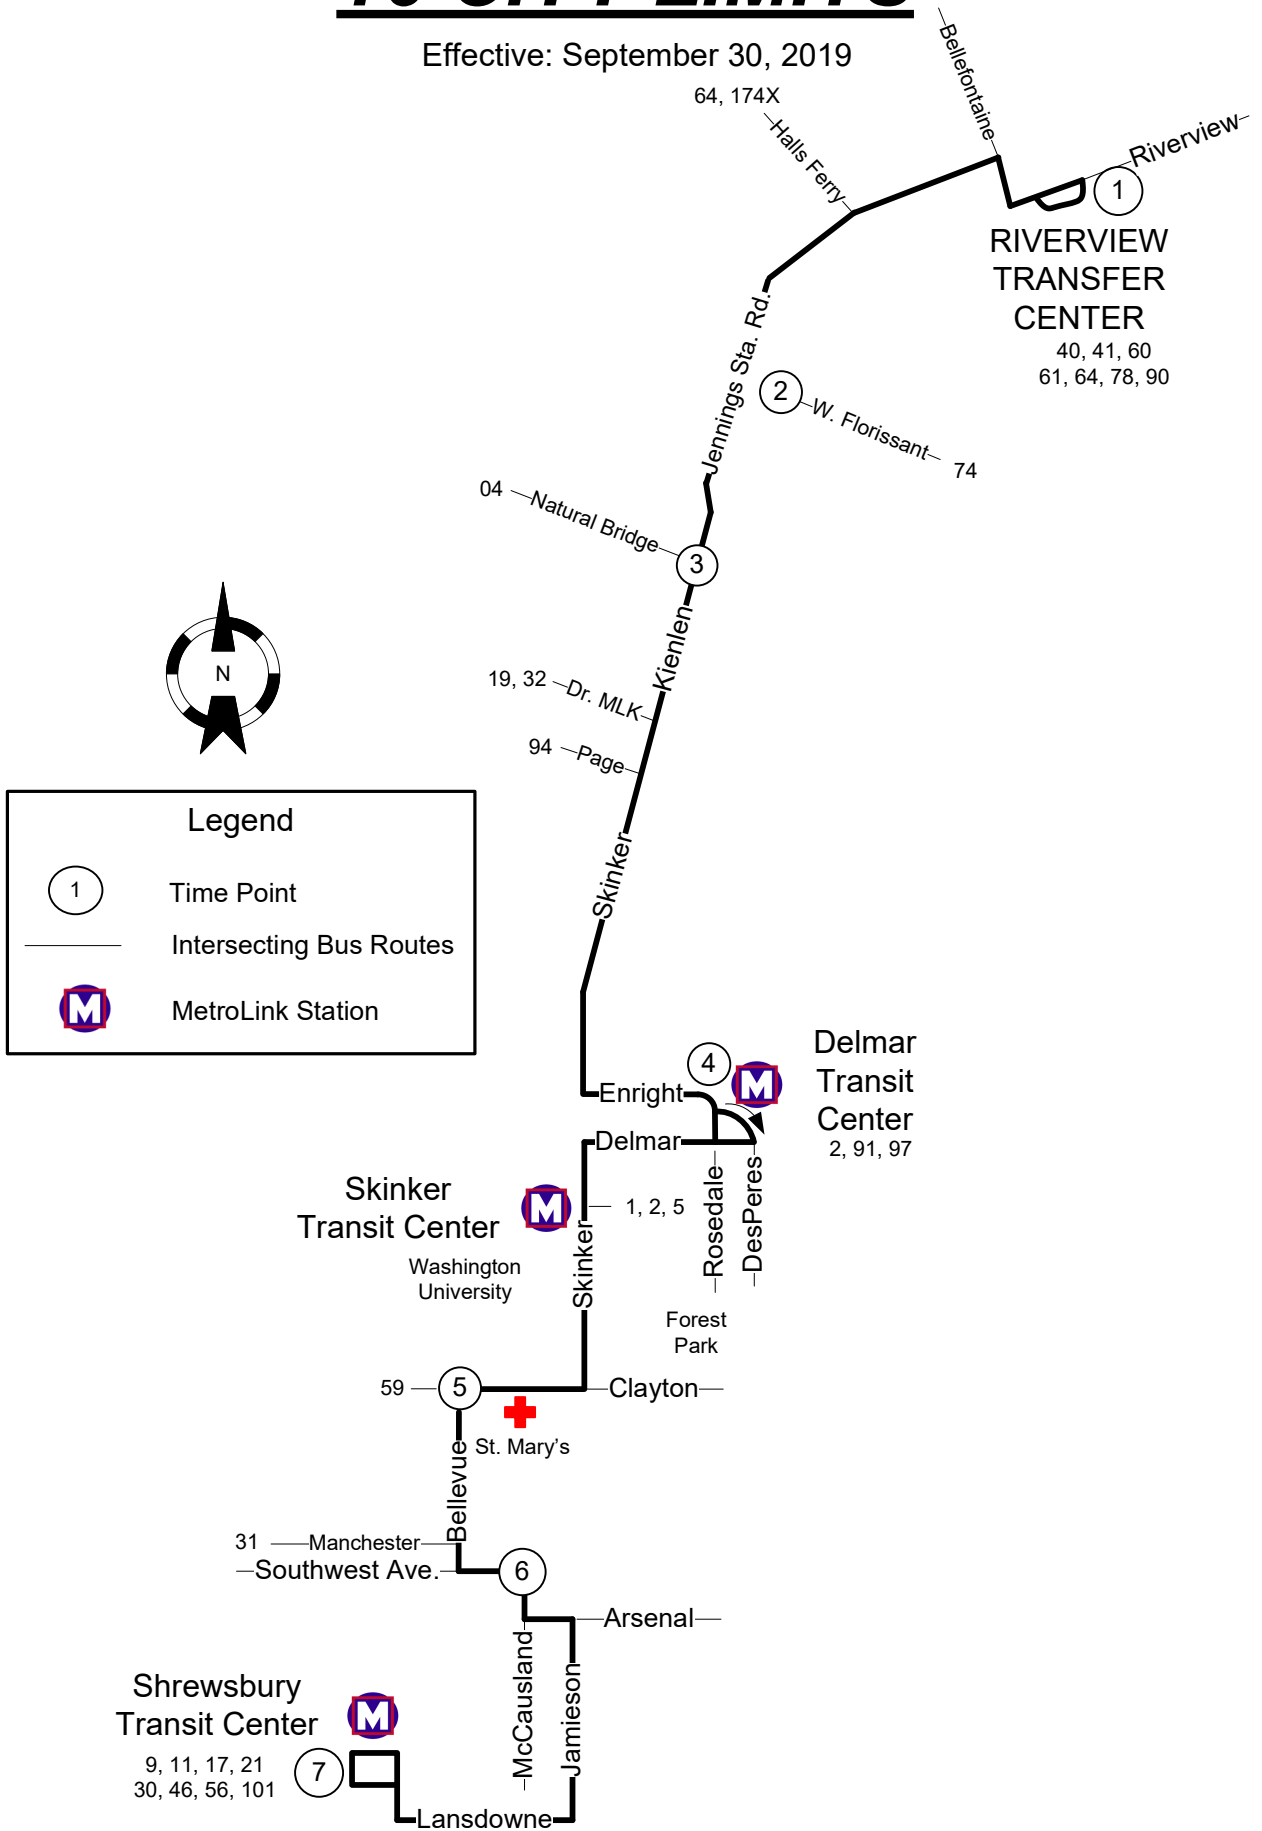 16 CITY LIMITS
Effective: September 30, 2019
Bellefontaine
64, 174X
Halls Ferry
Riverview
1
RIVERVIEW
TRANSFER
CENTER
40, 41, 60
61, 64, 78, 90
Jennings Sta. Rd.
2
W. Florissant
74
04
Natural Bridge
3
Kienlen
N
19, 32
Dr. MLK
94
Page
Legend
1
Time Point
Intersecting Bus Routes
M
MetroLink Station
Skinker
Enright
4
M
Delmar
Transit
Center
2, 91, 97
Delmar
Rosedale
DesPeres
Skinker
Transit Center
M
1, 2, 5
Skinker
Washington
University
Forest
Park
59
5
Clayton
St. Mary's
Bellevue
31
Manchester
Southwest Ave.
6
Arsenal
McCausland
Jamieson
Shrewsbury
Transit Center
M
9, 11, 17, 21
30, 46, 56, 101
7
Lansdowne